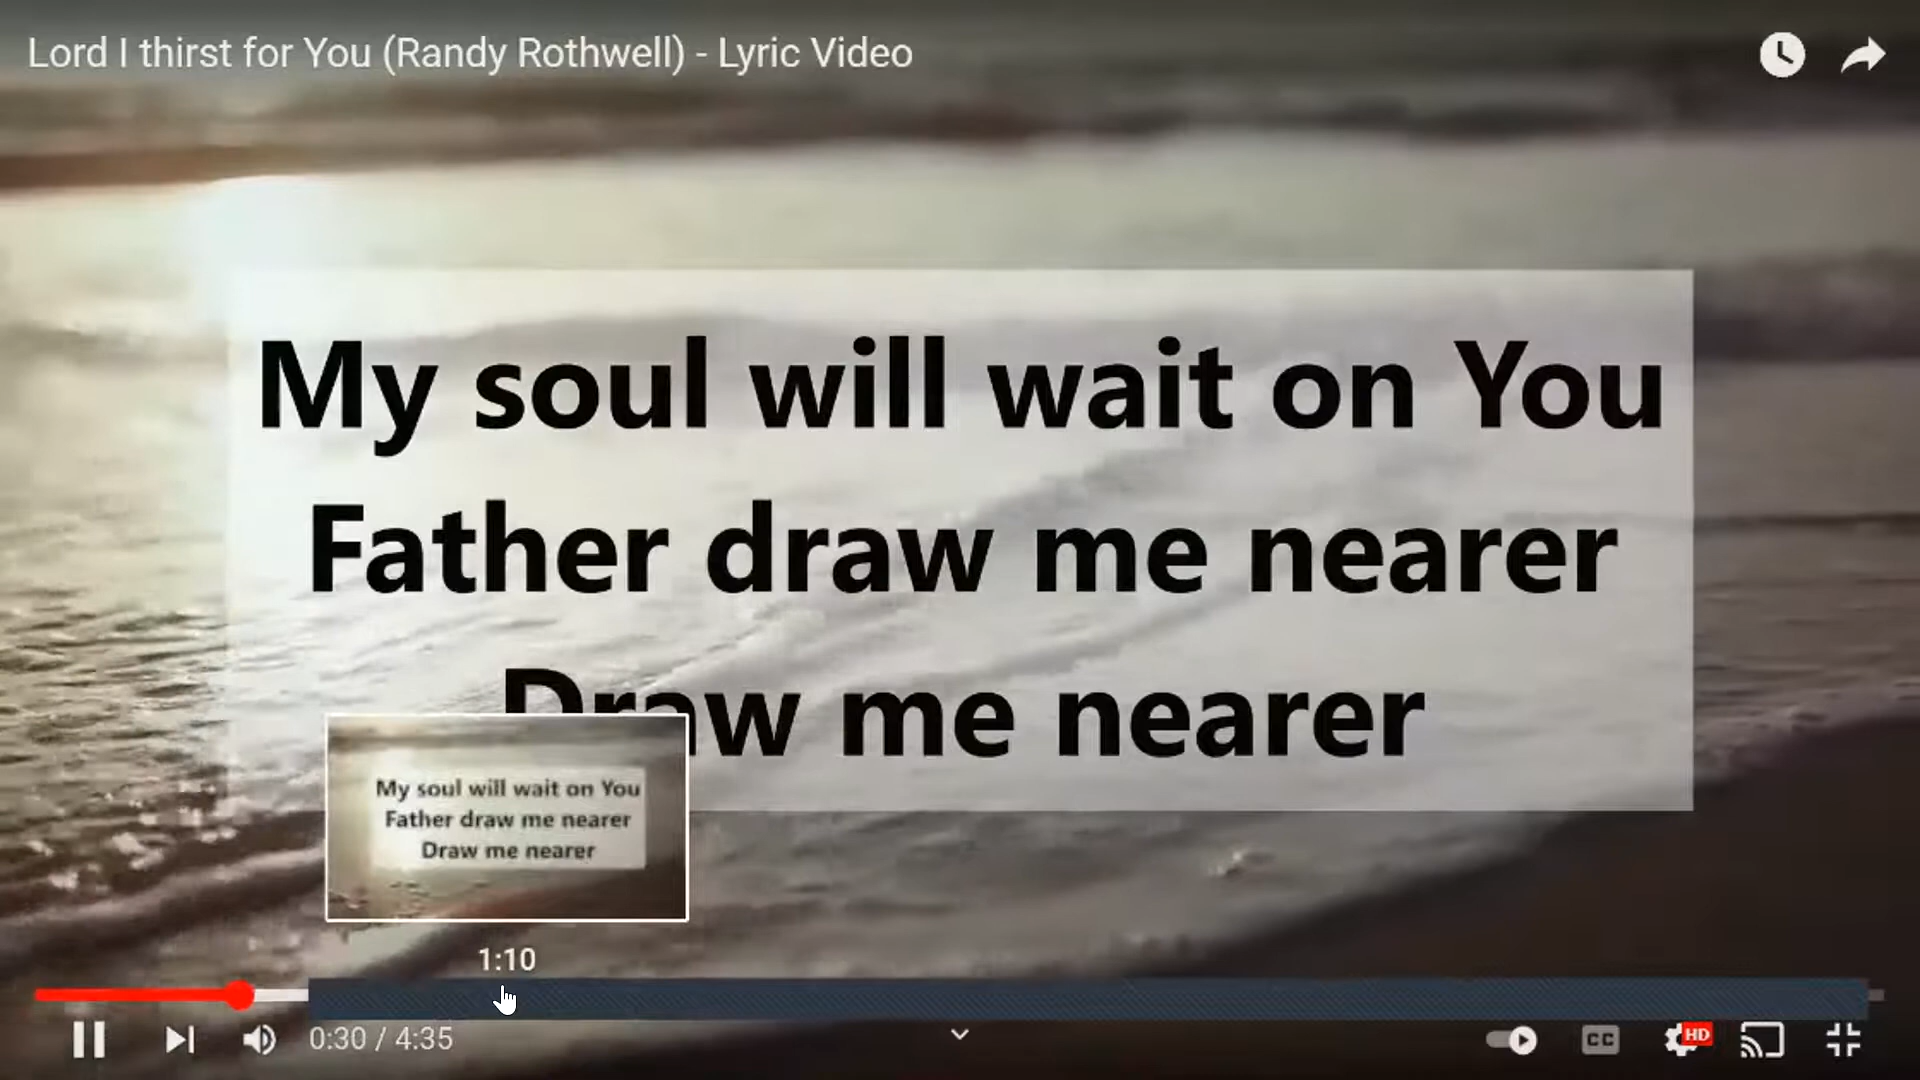 Lord I thirst for You (Randy Rothwell) - Lyric Video
My soul will wait on You
Father draw me nearer
Draw me nearer
My soul will wait on You
Father draw me nearer
Draw me nearer
1:10
0:30 / 4:35
CC
HD